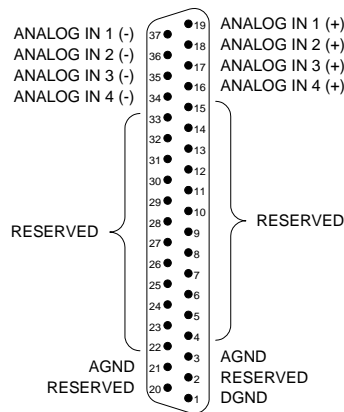 ANALOG IN 1 (-) 37 19 ANALOG IN 1 (+)
ANALOG IN 2 (-) 36 18 ANALOG IN 2 (+)
ANALOG IN 3 (-) 35 17 ANALOG IN 3 (+)
ANALOG IN 4 (-) 34 16 ANALOG IN 4 (+)
33 15
32 14
31 13
30 12
29 11
28 10
RESERVED 27 9 RESERVED
26 8
25 7
24 6
23 5
22 4
AGND 21 3 AGND
RESERVED 20 2 RESERVED
1 DGND